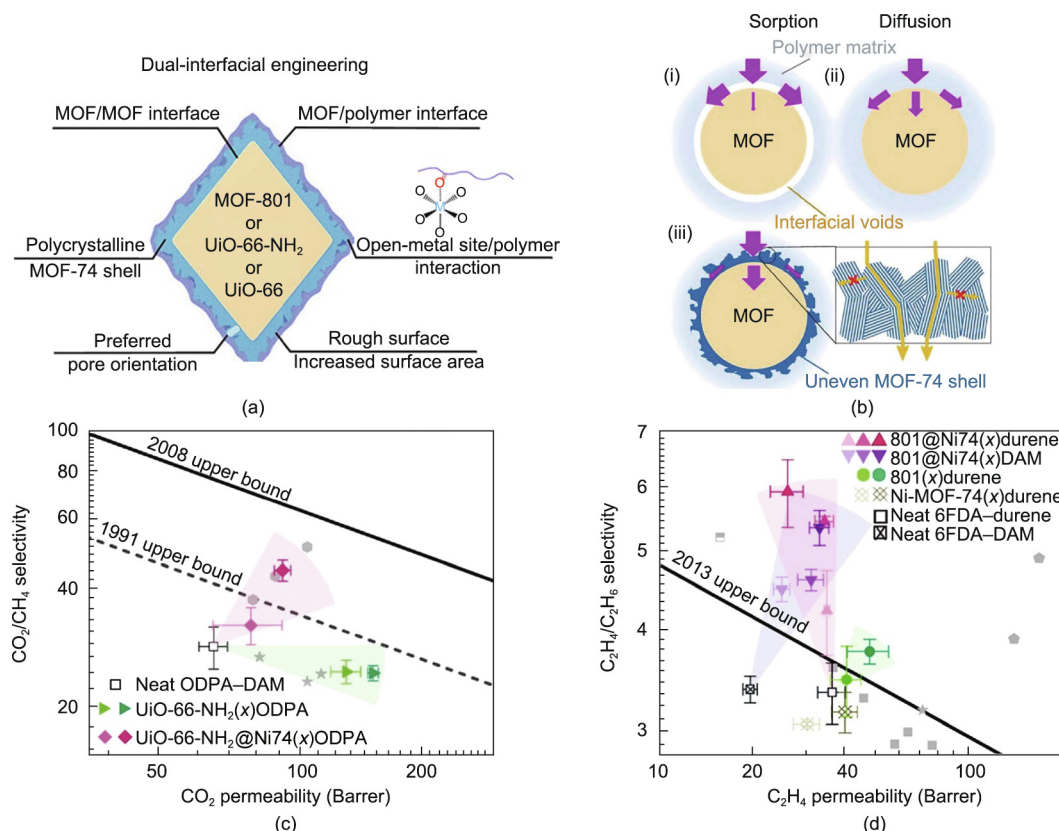 Dual-interfacial engineering
MOF/MOF interface
MOF/polymer interface
MOF-801
or
UiO-66-NH₂
or
UiO-66
O
O
O
M
O
O
O
Polycrystalline
MOF-74 shell
Open-metal site/polymer
interaction
Preferred
pore orientation
Rough surface
Increased surface area
(a)
Sorption
Diffusion
Polymer matrix
(i)
(ii)
MOF
MOF
Interfacial voids
(iii)
MOF
Uneven MOF-74 shell
(b)
100
80
60
40
20
CO₂/CH₄ selectivity
2008 upper bound
1991 upper bound
Neat ODPA–DAM
UiO-66-NH₂(x)ODPA
UiO-66-NH₂@Ni74(x)ODPA
50
100
200
CO₂ permeability (Barrer)
(c)
7
6
5
4
3
C₂H₄/C₂H₆ selectivity
2013 upper bound
801@Ni74(x)durene
801@Ni74(x)DAM
801(x)durene
Ni-MOF-74(x)durene
Neat 6FDA–durene
Neat 6FDA–DAM
10
20
40
100
C₂H₄ permeability (Barrer)
(d)